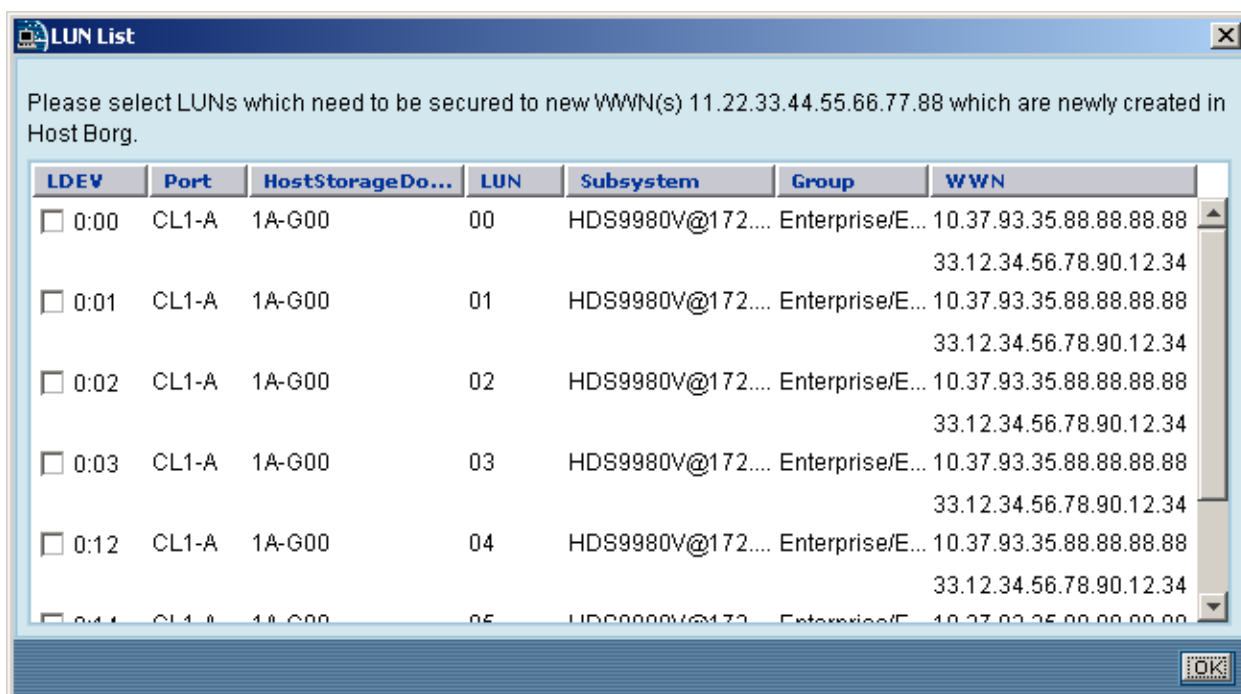 LUN List
Please select LUNs which need to be secured to new WWN(s) 11.22.33.44.55.66.77.88 which are newly created in
Host Borg.
LDEV Port HostStorageDo... LUN Subsystem Group WWN
0:00 CL1-A 1A-G00 00 HDS9980V@172.... Enterprise/E... 10.37.93.35.88.88.88.88
33.12.34.56.78.90.12.34
0:01 CL1-A 1A-G00 01 HDS9980V@172.... Enterprise/E... 10.37.93.35.88.88.88.88
33.12.34.56.78.90.12.34
0:02 CL1-A 1A-G00 02 HDS9980V@172.... Enterprise/E... 10.37.93.35.88.88.88.88
33.12.34.56.78.90.12.34
0:03 CL1-A 1A-G00 03 HDS9980V@172.... Enterprise/E... 10.37.93.35.88.88.88.88
33.12.34.56.78.90.12.34
0:12 CL1-A 1A-G00 04 HDS9980V@172.... Enterprise/E... 10.37.93.35.88.88.88.88
33.12.34.56.78.90.12.34
OK